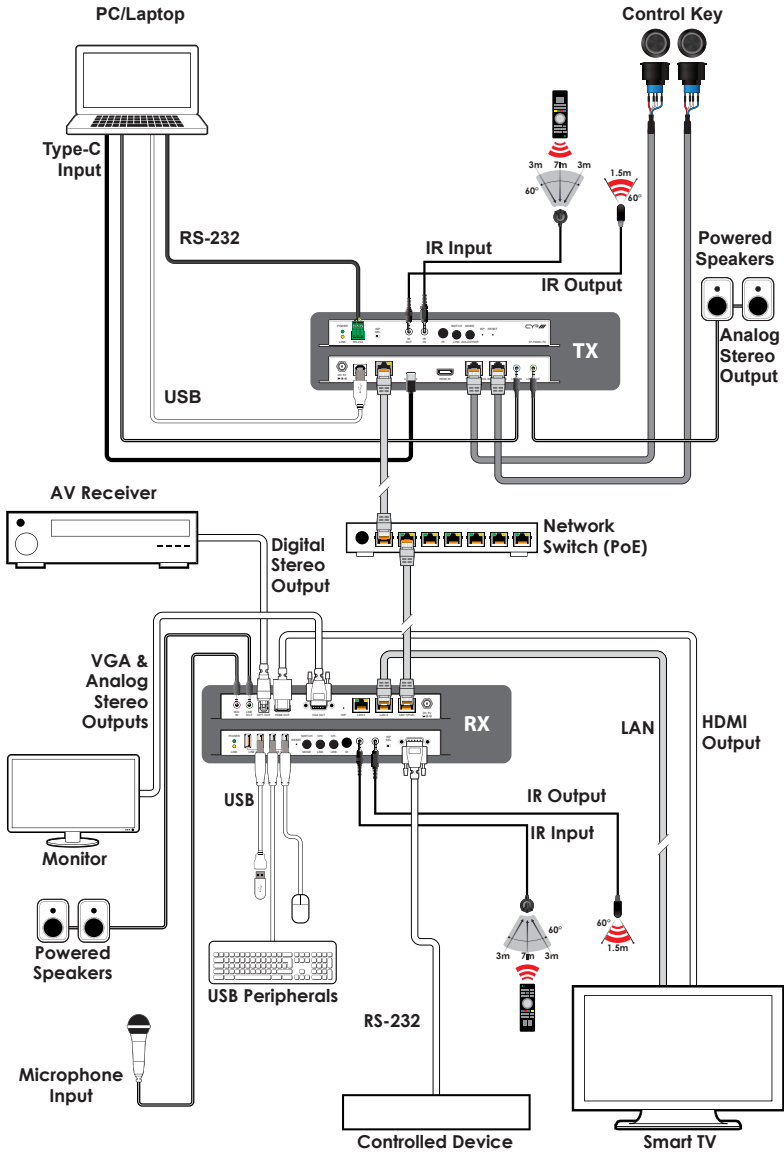 PC/Laptop
Control Key
Type-C
Input
3m 7m 3m
60°
1.5m
60°
RS-232
IR Input
IR Output
Powered
Speakers
CYP
TX
Analog
Stereo
Output
USB
AV Receiver
Digital
Stereo
Output
Network
Switch (PoE)
VGA &
Analog
Stereo
Outputs
RX
LAN
HDMI
Output
USB
IR Output
IR Input
Monitor
60°
3m 7m 3m
60°
1.5m
Powered
Speakers
USB Peripherals
RS-232
Microphone
Input
Controlled Device
Smart TV